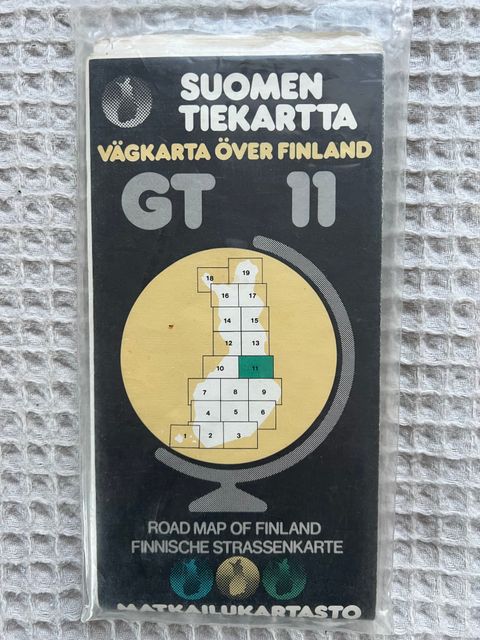 SUOMEN
TIEKARTTA
VÄGKARTA ÖVER FINLAND
GT 11
19
18
16 17
14 15
12 13
10 11
7 8 9
4 5 6
1 2 3
ROAD MAP OF FINLAND
FINNISCHE STRASSENKARTE
MATKAILUKARTASTO